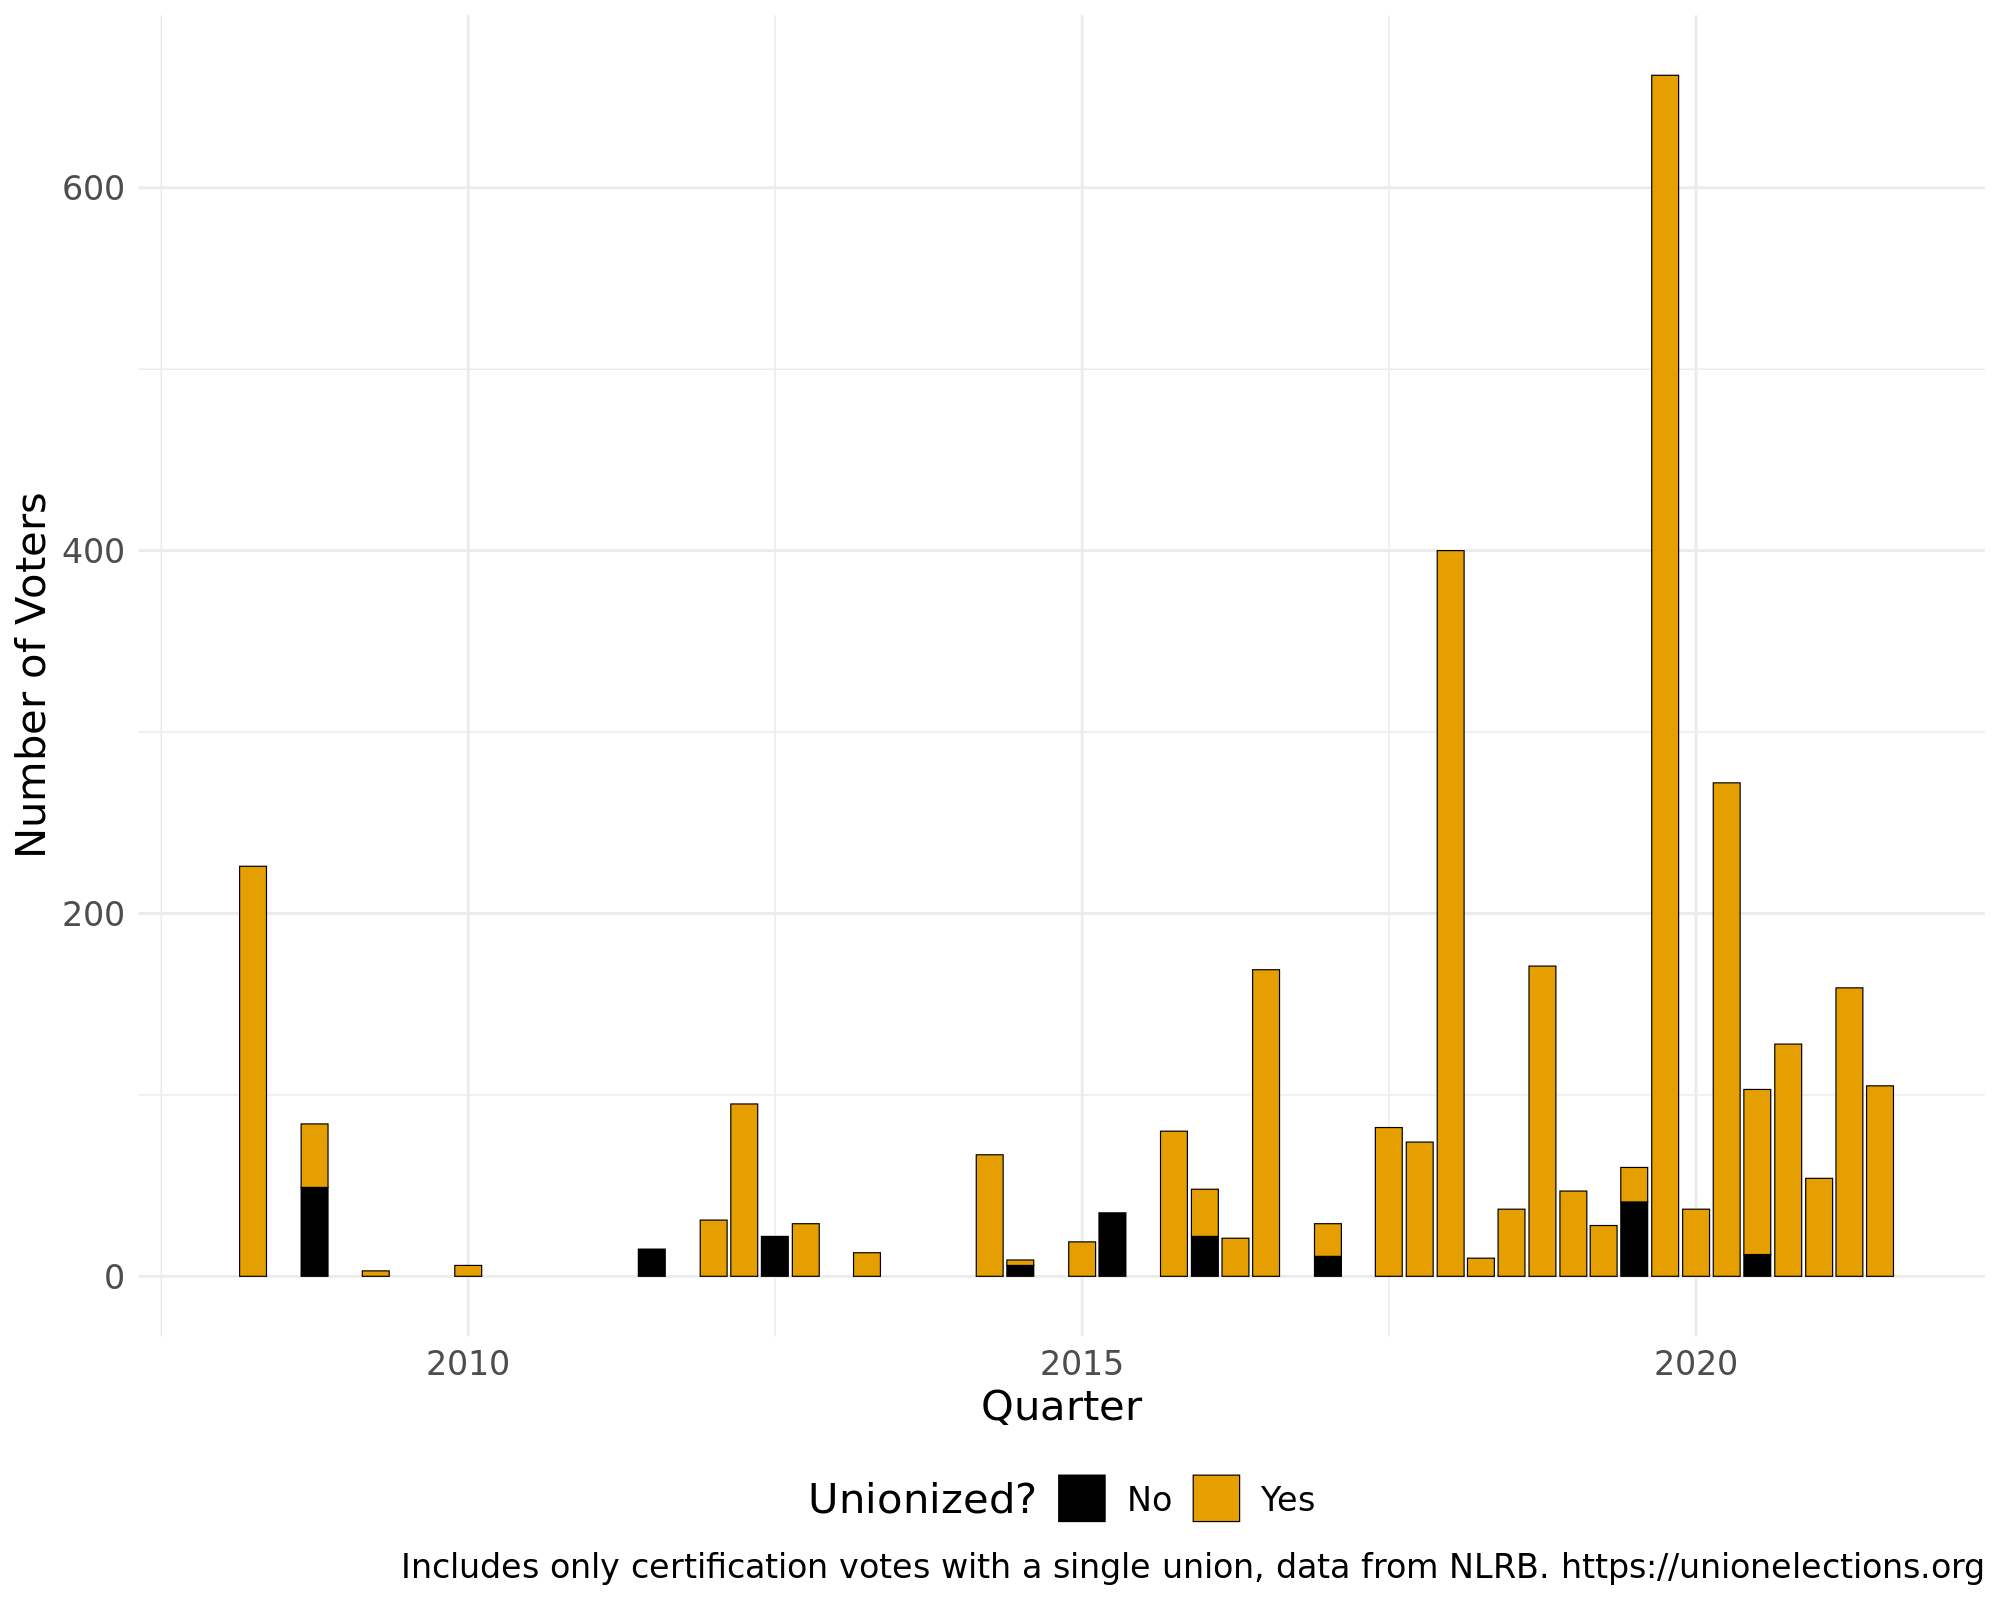 Number of Voters
600
400
200
0
2010 2015 2020
Quarter
Unionized? No Yes
Includes only certification votes with a single union, data from NLRB. https://unionelections.org